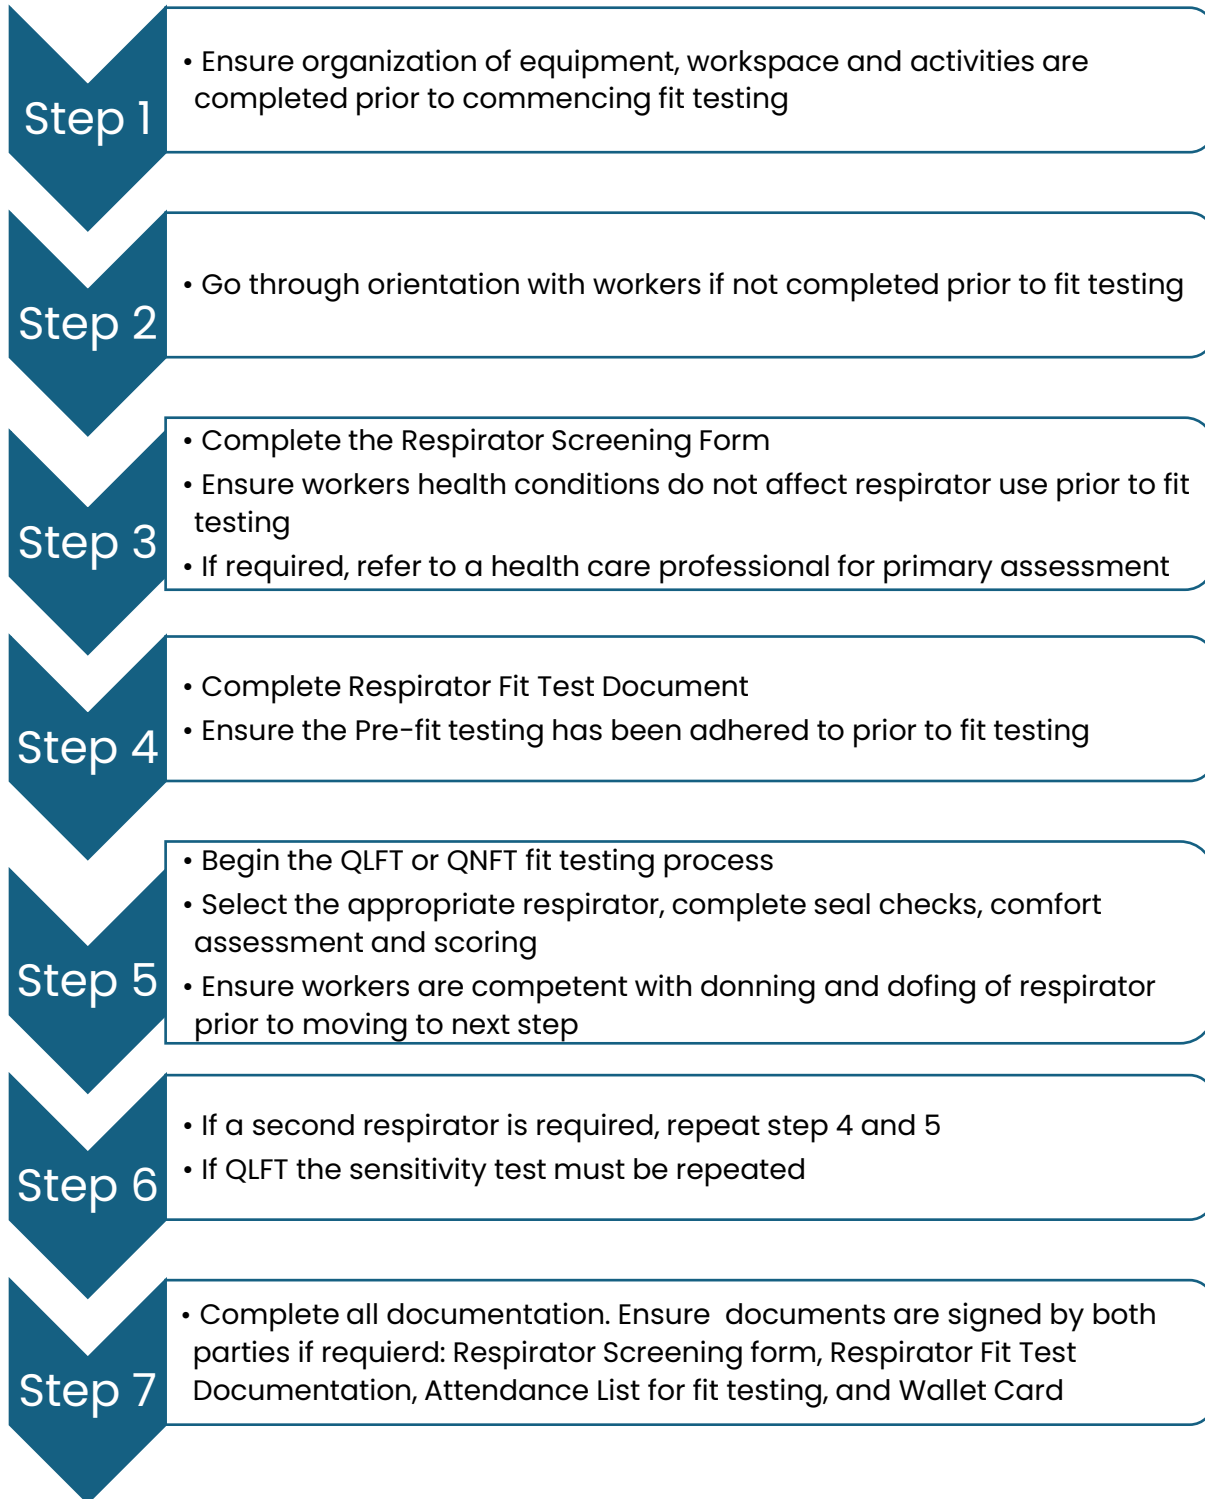 Step 1
• Ensure organization of equipment, workspace and activities are
completed prior to commencing fit testing
Step 2
• Go through orientation with workers if not completed prior to fit testing
Step 3
• Complete the Respirator Screening Form
• Ensure workers health conditions do not affect respirator use prior to fit
testing
• If required, refer to a health care professional for primary assessment
Step 4
• Complete Respirator Fit Test Document
• Ensure the Pre-fit testing has been adhered to prior to fit testing
Step 5
• Begin the QLFT or QNFT fit testing process
• Select the appropriate respirator, complete seal checks, comfort
assessment and scoring
• Ensure workers are competent with donning and dofing of respirator
prior to moving to next step
Step 6
• If a second respirator is required, repeat step 4 and 5
• If QLFT the sensitivity test must be repeated
Step 7
• Complete all documentation. Ensure  documents are signed by both
parties if requierd: Respirator Screening form, Respirator Fit Test
Documentation, Attendance List for fit testing, and Wallet Card